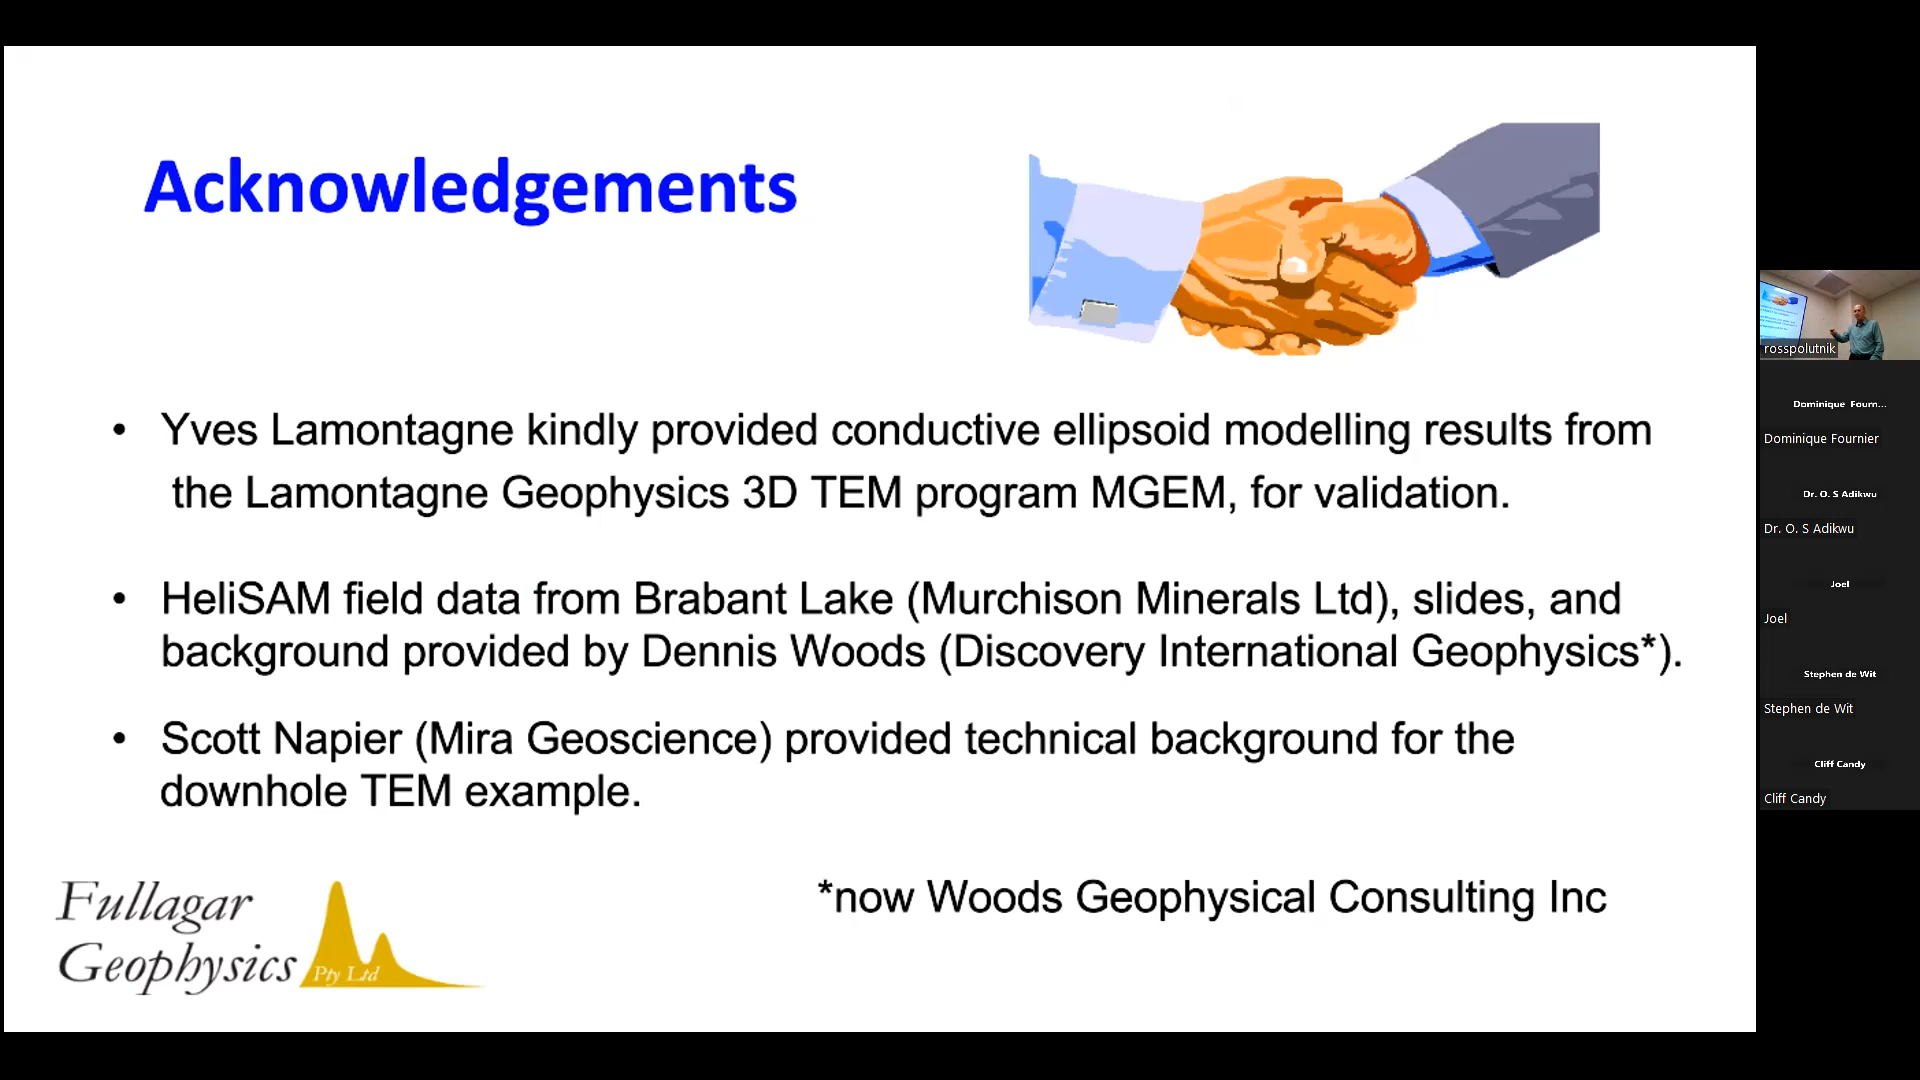 Acknowledgements
• Yves Lamontagne kindly provided conductive ellipsoid modelling results from
the Lamontagne Geophysics 3D TEM program MGEM, for validation.
• HeliSAM field data from Brabant Lake (Murchison Minerals Ltd), slides, and
background provided by Dennis Woods (Discovery International Geophysics*).
• Scott Napier (Mira Geoscience) provided technical background for the
downhole TEM example.
*now Woods Geophysical Consulting Inc
Fullagar
Geophysics
Pty Ltd
rosspolutnik
Dominique Fourn...
Dominique Fournier
Dr. O. S Adikwu
Dr. O. S Adikwu
Joel
Joel
Stephen de Wit
Stephen de Wit
Cliff Candy
Cliff Candy